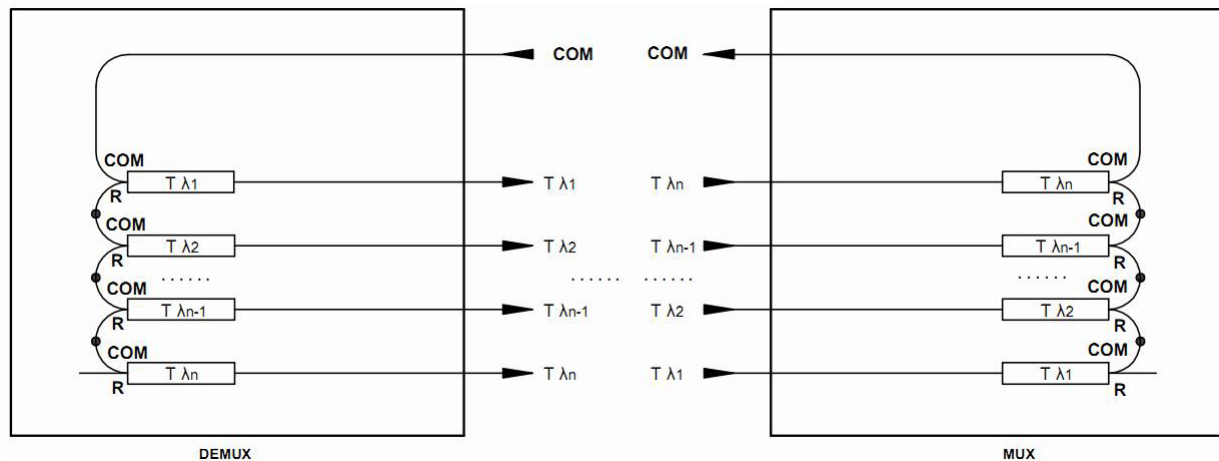 COM COM
COM
T λ1
R
T λ1
T λn
COM
T λn
R
COM
T λ2
R
T λ2
T λn-1
COM
T λn-1
R
...... ...... ...... ......
COM
T λn-1
R
T λn-1
T λ2
COM
T λ2
R
COM
T λn
R
T λn
T λ1
COM
T λ1
R
DEMUX
MUX